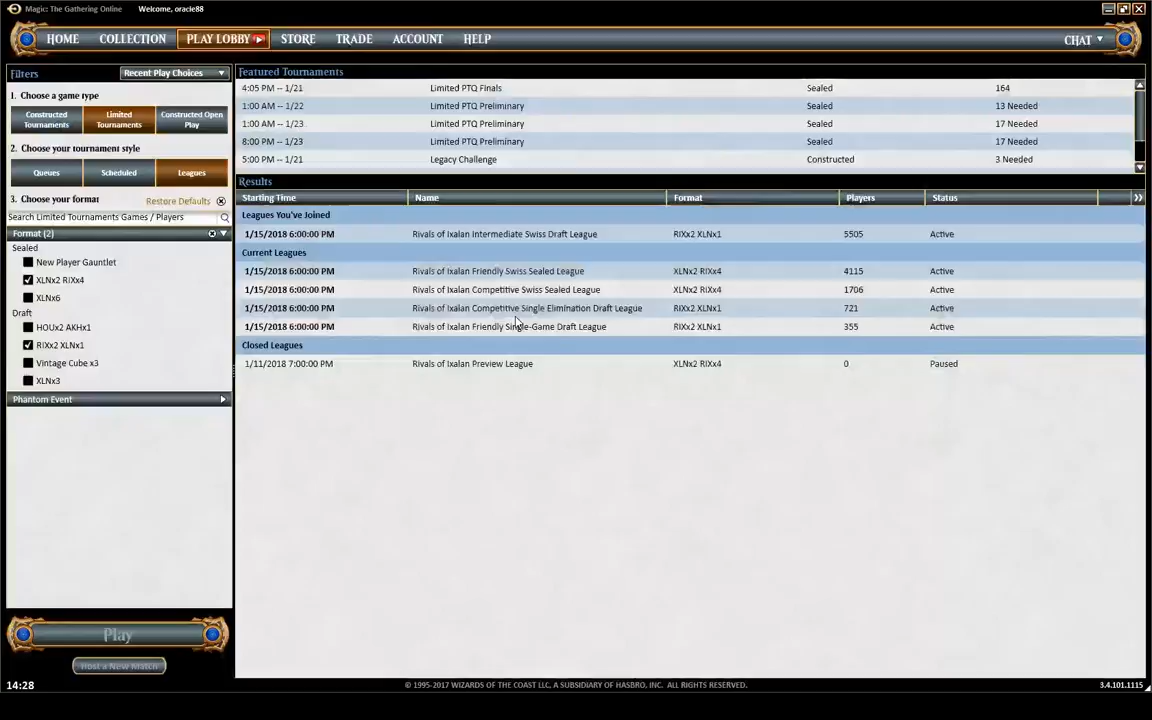 Magic: The Gathering Online Welcome, oracle88
HOME COLLECTION PLAY LOBBY STORE TRADE ACCOUNT HELP CHAT
Filters Recent Play Choices
1. Choose a game type
Constructed Tournaments Limited Tournaments Constructed Open Play
2. Choose your tournament style
Queues Scheduled Leagues
3. Choose your format Restore Defaults
Search Limited Tournaments Games / Players
Format (2)
Sealed
New Player Gauntlet
XLNx2 RIXx4
XLNx6
Draft
HOUx2 AKHx1
RIXx2 XLNx1
Vintage Cube x3
XLNx3
Phantom Event
Play
Host a New Match
14:28
Featured Tournaments
4:05 PM -- 1/21 Limited PTQ Finals Sealed 164
1:00 AM -- 1/22 Limited PTQ Preliminary Sealed 13 Needed
1:00 AM -- 1/23 Limited PTQ Preliminary Sealed 17 Needed
8:00 PM -- 1/23 Limited PTQ Preliminary Sealed 17 Needed
5:00 PM -- 1/21 Legacy Challenge Constructed 3 Needed
Results
Starting Time Name Format Players Status
Leagues You've Joined
1/15/2018 6:00:00 PM Rivals of Ixalan Intermediate Swiss Draft League RIXx2 XLNx1 5505 Active
Current Leagues
1/15/2018 6:00:00 PM Rivals of Ixalan Friendly Swiss Sealed League XLNx2 RIXx4 4115 Active
1/15/2018 6:00:00 PM Rivals of Ixalan Competitive Swiss Sealed League XLNx2 RIXx4 1706 Active
1/15/2018 6:00:00 PM Rivals of Ixalan Competitive Single Elimination Draft League RIXx2 XLNx1 721 Active
1/15/2018 6:00:00 PM Rivals of Ixalan Friendly Single-Game Draft League RIXx2 XLNx1 355 Active
Closed Leagues
1/11/2018 7:00:00 PM Rivals of Ixalan Preview League XLNx2 RIXx4 0 Paused
© 1995-2017 WIZARDS OF THE COAST LLC, A SUBSIDIARY OF HASBRO, INC. ALL RIGHTS RESERVED.
3.4.101.1115